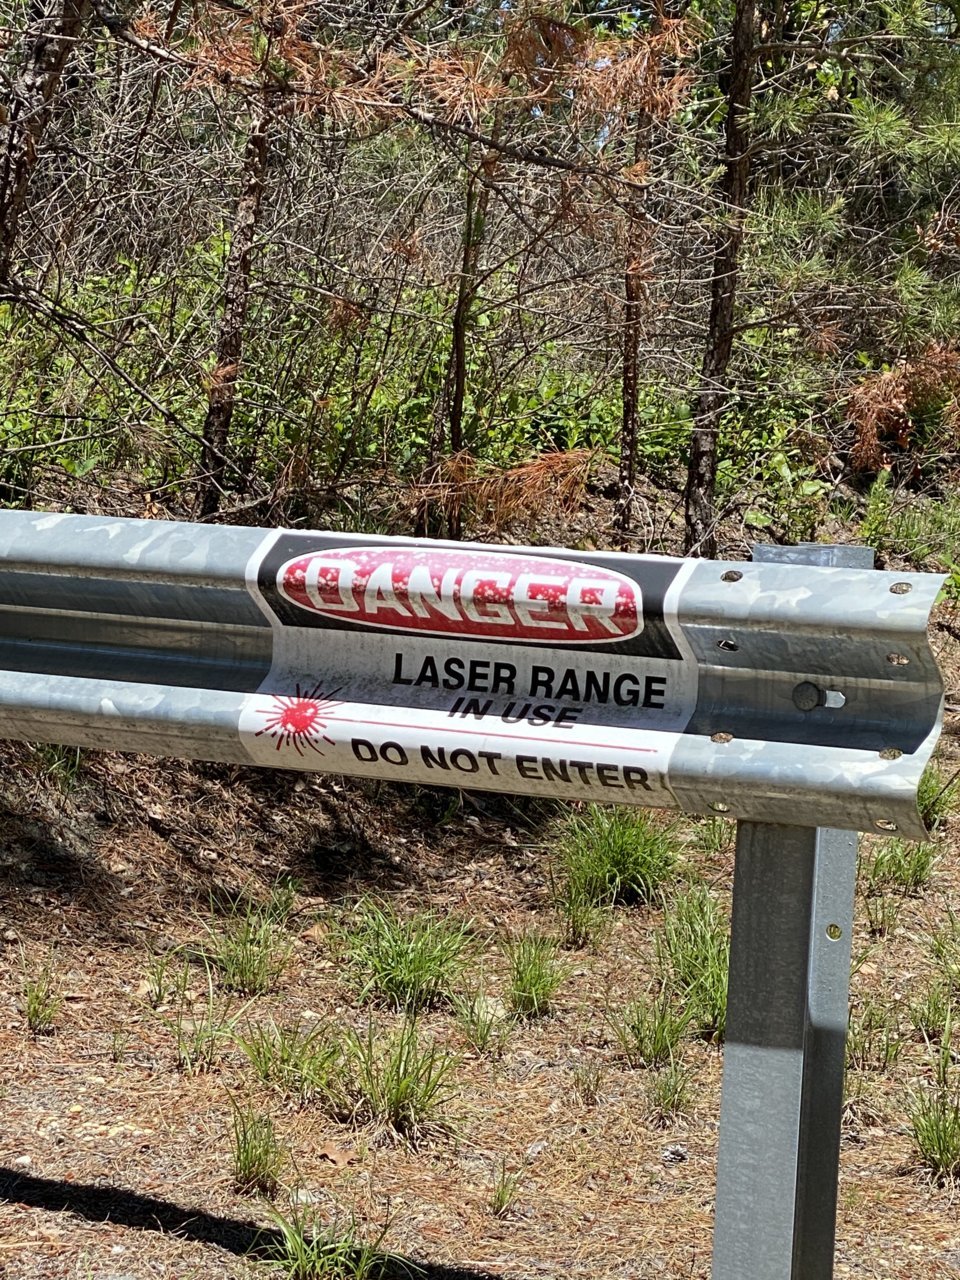 DANGER
LASER RANGE
IN USE
DO NOT ENTER